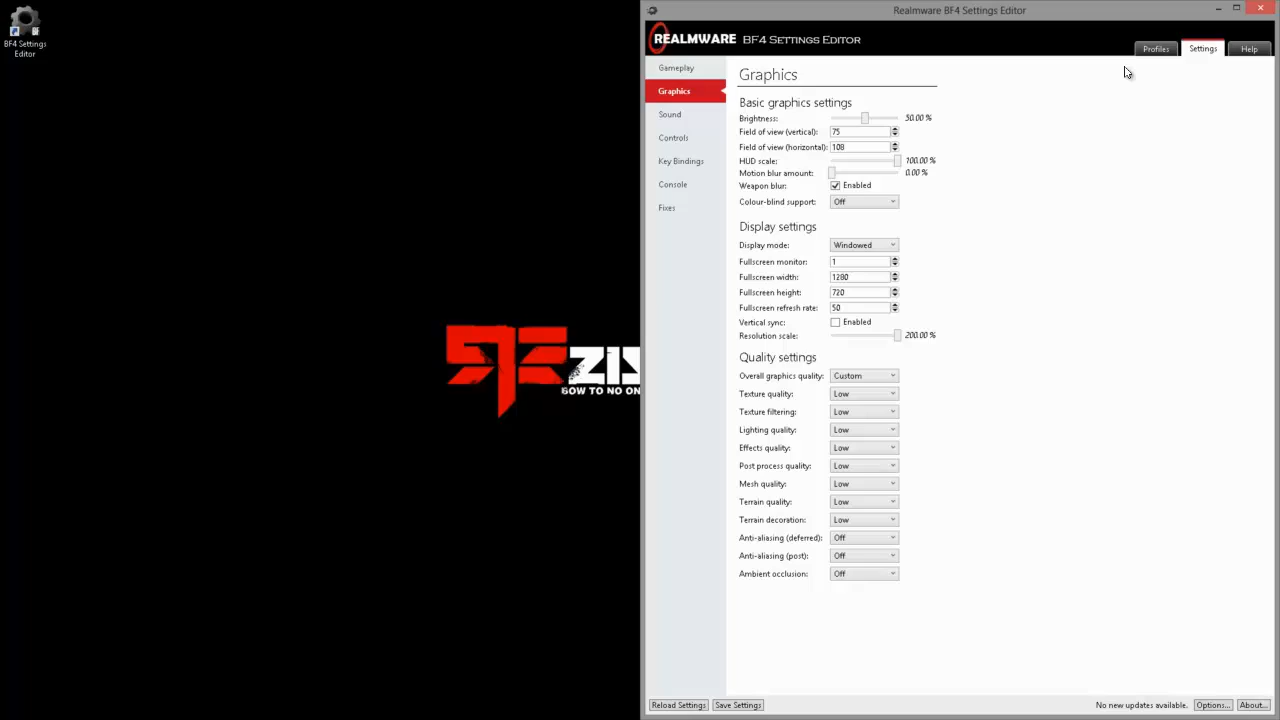 BF4 Settings
Editor
BOW TO NO ON
Realmware BF4 Settings Editor
REALMWARE BF4 SETTINGS EDITOR
Profiles
Settings
Help
Gameplay
Graphics
Sound
Controls
Key Bindings
Console
Fixes
Graphics
Basic graphics settings
Brightness: 50.00 %
Field of view (vertical): 75
Field of view (horizontal): 108
HUD scale: 100.00 %
Motion blur amount: 0.00 %
Weapon blur: Enabled
Colour-blind support: Off
Display settings
Display mode: Windowed
Fullscreen monitor: 1
Fullscreen width: 1280
Fullscreen height: 720
Fullscreen refresh rate: 50
Vertical sync: Enabled
Resolution scale: 200.00 %
Quality settings
Overall graphics quality: Custom
Texture quality: Low
Texture filtering: Low
Lighting quality: Low
Effects quality: Low
Post process quality: Low
Mesh quality: Low
Terrain quality: Low
Terrain decoration: Low
Anti-aliasing (deferred): Off
Anti-aliasing (post): Off
Ambient occlusion: Off
Reload Settings
Save Settings
No new updates available.
Options...
About...